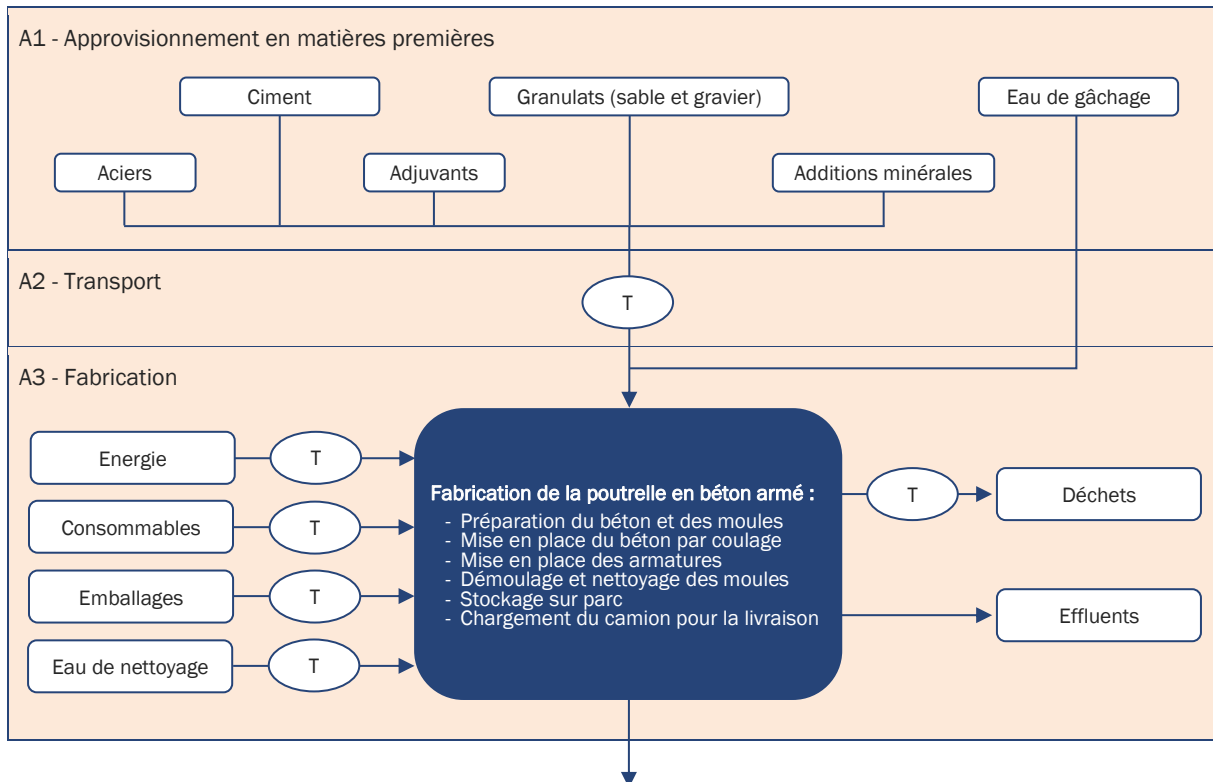 A1 - Approvisionnement en matières premières
Ciment
Granulats (sable et gravier)
Eau de gâchage
Aciers
Adjuvants
Additions minérales
A2 - Transport
T
A3 - Fabrication
Energie
T
Consommables
T
Emballages
T
Eau de nettoyage
T
Fabrication de la poutrelle en béton armé :
- Préparation du béton et des moules
- Mise en place du béton par coulage
- Mise en place des armatures
- Démoulage et nettoyage des moules
- Stockage sur parc
- Chargement du camion pour la livraison
T
Déchets
Effluents